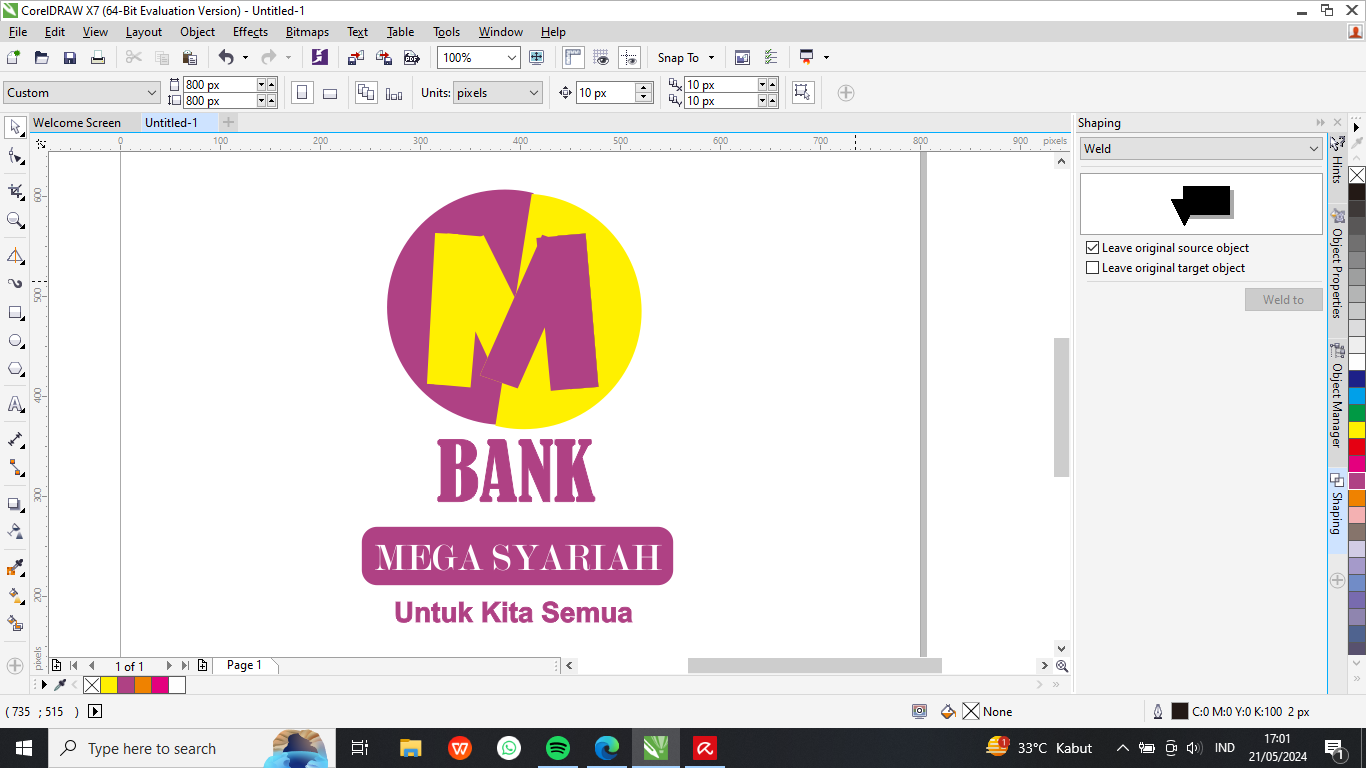 CorelDRAW X7 (64-Bit Evaluation Version) - Untitled-1
File Edit View Layout Object Effects Bitmaps Text Table Tools Window Help
100% Snap To
Custom 800 px 800 px Units: pixels 10 px 10 px 10 px
Welcome Screen Untitled-1
0 100 200 300 400 500 600 700 800 900 pixels
600
500
400
300
200
pixels
M
BANK
MEGA SYARIAH
Untuk Kita Semua
Shaping
Weld
Leave original source object
Leave original target object
Weld to
Hints
Object Properties
Object Manager
Shaping
1 of 1 Page 1
( 735 ; 515 ) None C:0 M:0 Y:0 K:100 2 px
Type here to search
1 33°C Kabut IND 17:01
21/05/2024 1